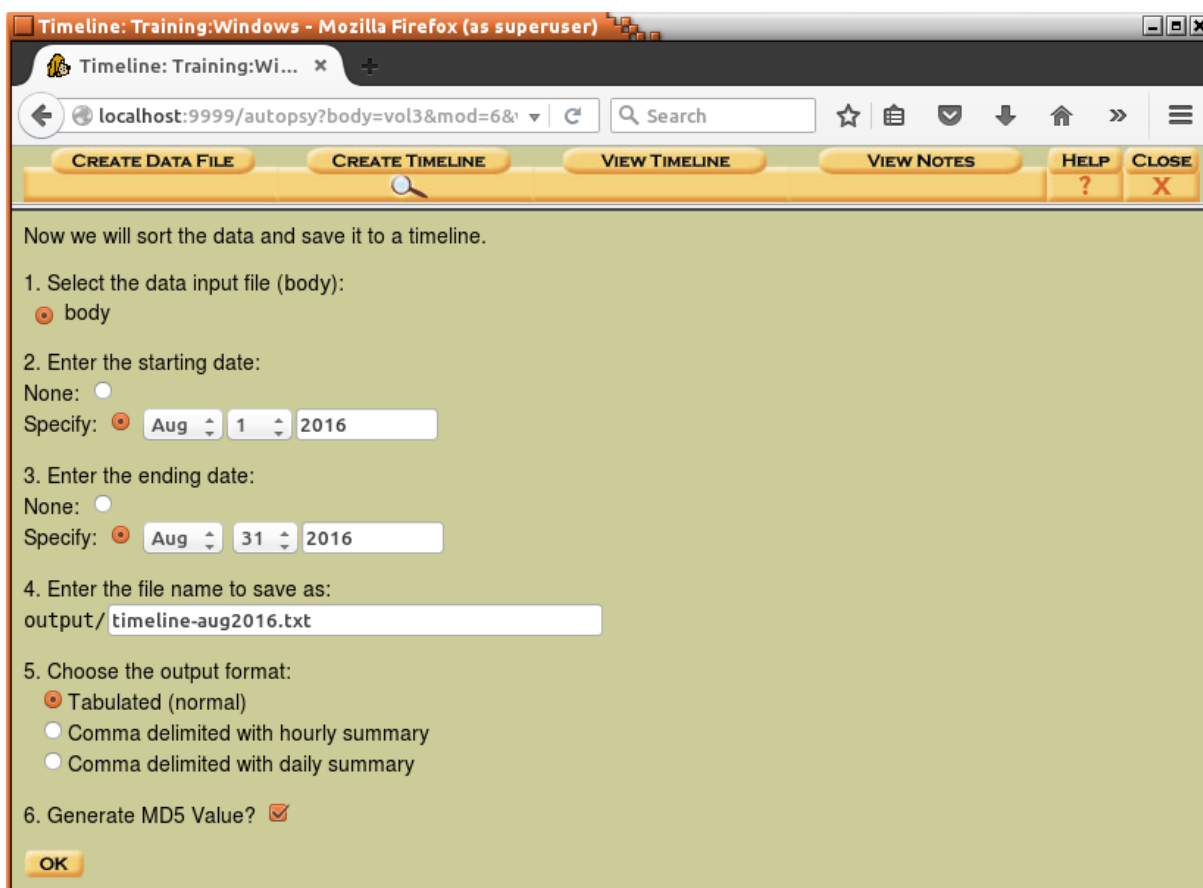 Timeline: Training:Windows - Mozilla Firefox (as superuser)
Timeline: Training:Wi... ×
localhost:9999/autopsy?body=vol3&mod=6& Search
CREATE DATA FILE CREATE TIMELINE VIEW TIMELINE VIEW NOTES HELP CLOSE
? X
Now we will sort the data and save it to a timeline.
1. Select the data input file (body):
body
2. Enter the starting date:
None:
Specify: Aug 1 2016
3. Enter the ending date:
None:
Specify: Aug 31 2016
4. Enter the file name to save as:
output/ timeline-aug2016.txt
5. Choose the output format:
Tabulated (normal)
Comma delimited with hourly summary
Comma delimited with daily summary
6. Generate MD5 Value?
OK